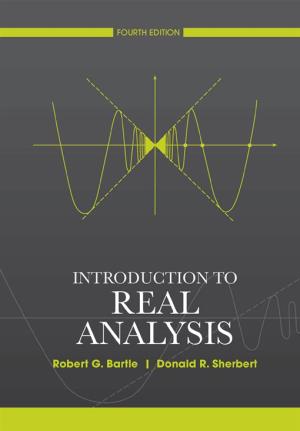 FOURTH EDITION
INTRODUCTION TO
REAL
ANALYSIS
Robert G. Bartle | Donald R. Sherbert